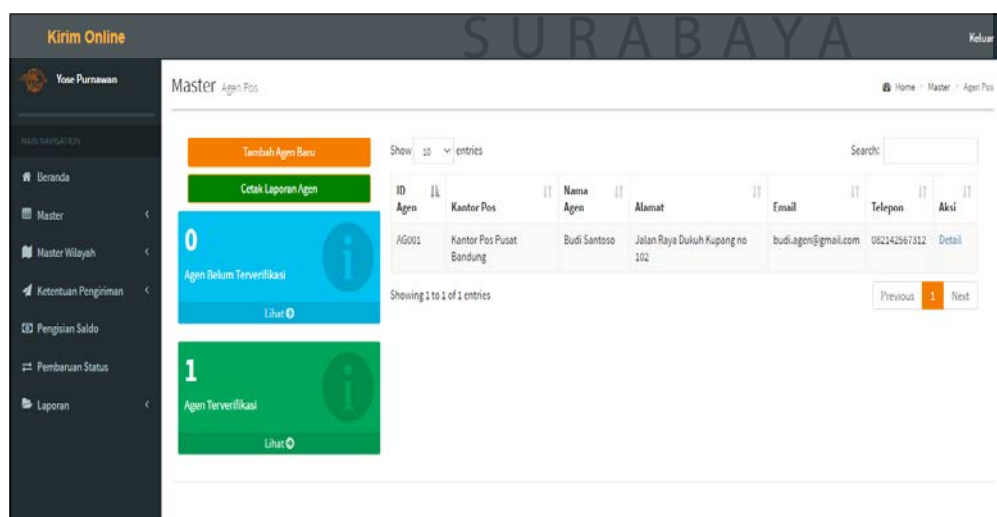 SURABAYA
Kirim Online
Keluar
Yose Purnawan
Master Agen Pos
Home > Master > Agen Pos
MAIN NAVIGATION
Beranda
Master
Master Wilayah
Ketentuan Pengiriman
Pengisian Saldo
Pembaruan Status
Laporan
Tambah Agen Baru
Cetak Laporan Agen
0
Agen Belum Terverifikasi
Lihat
1
Agen Terverifikasi
Lihat
Show 10 entries
Search:
ID Agen Kantor Pos Nama Agen Alamat Email Telepon Aksi
AG001 Kantor Pos Pusat Bandung Budi Santoso Jalan Raya Dukuh Kupang no 102 budi.agen@gmail.com 082142567312 Detail
Showing 1 to 1 of 1 entries
Previous 1 Next